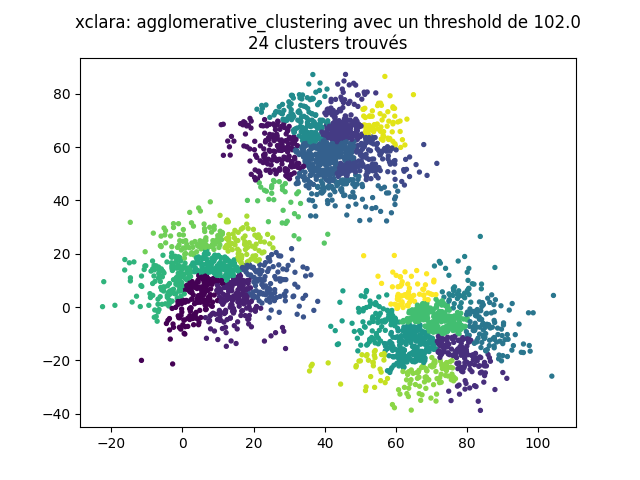 xclara: agglomerative_clustering avec un threshold de 102.0
24 clusters trouvés
80
60
40
20
0
−20
−40
−20 0 20 40 60 80 100